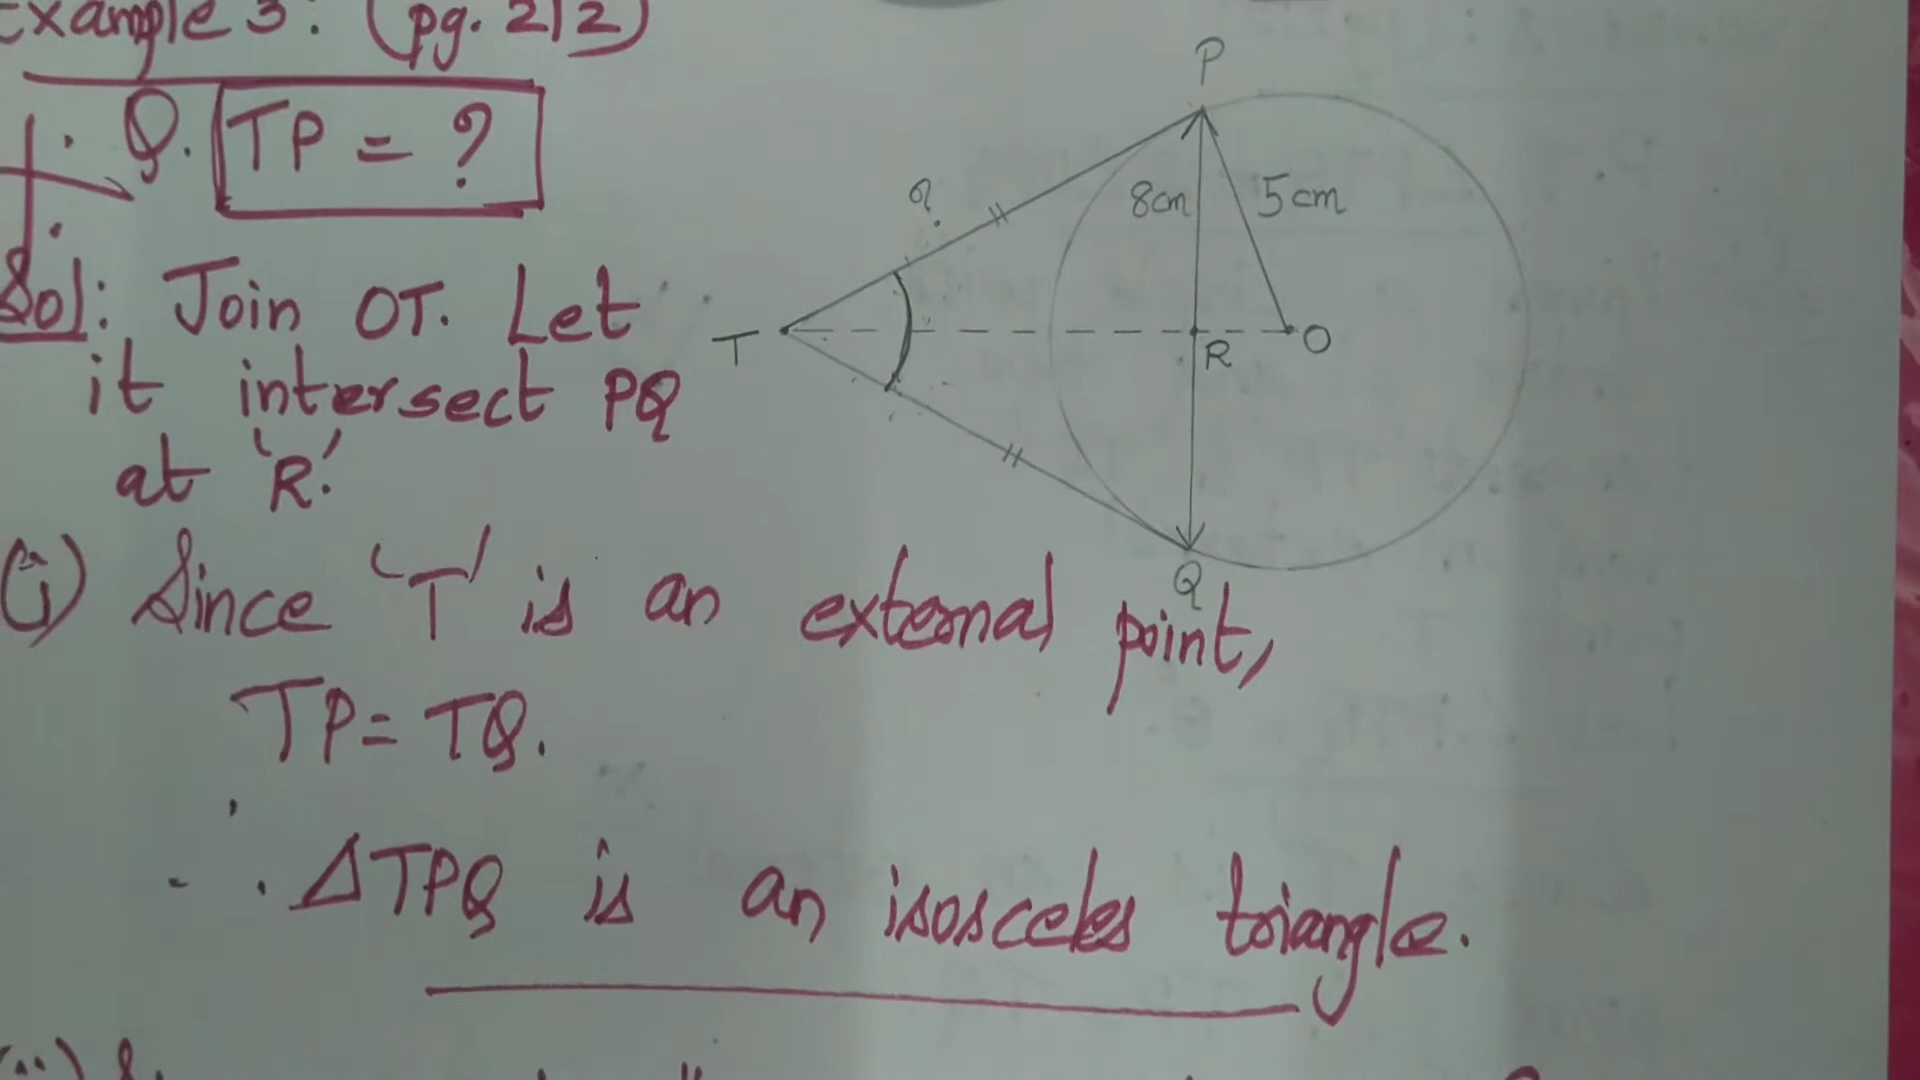 Example 3: (pg. 212)
Q. TP = ?
Sol: Join OT. Let
it intersect PQ
at 'R'.
P
?
8cm
5cm
T
R
O
Q
(i) Since 'T' is an external point,
TP = TQ.
∴ ΔTPQ is an isosceles triangle.